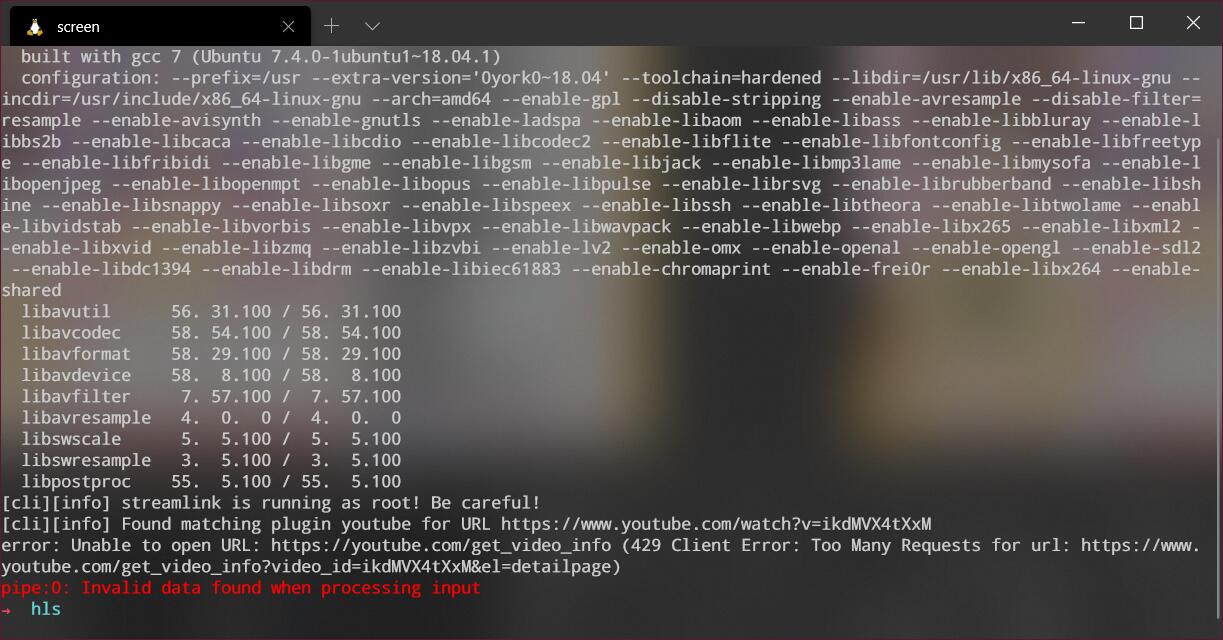 screen
built with gcc 7 (Ubuntu 7.4.0-1ubuntu1~18.04.1)
configuration: --prefix=/usr --extra-version='0york0~18.04' --toolchain=hardened --libdir=/usr/lib/x86_64-linux-gnu --
incdir=/usr/include/x86_64-linux-gnu --arch=amd64 --enable-gpl --disable-stripping --enable-avresample --disable-filter=
resample --enable-avisynth --enable-gnutls --enable-ladspa --enable-libaom --enable-libass --enable-libbluray --enable-l
ibbs2b --enable-libcaca --enable-libcdio --enable-libcodec2 --enable-libflite --enable-libfontconfig --enable-libfreetyp
e --enable-libfribidi --enable-libgme --enable-libgsm --enable-libjack --enable-libmp3lame --enable-libmysofa --enable-l
ibopenjpeg --enable-libopenmpt --enable-libopus --enable-libpulse --enable-librsvg --enable-librubberband --enable-libsh
ine --enable-libsnappy --enable-libsoxr --enable-libspeex --enable-libssh --enable-libtheora --enable-libtwolame --enabl
e-libvidstab --enable-libvorbis --enable-libvpx --enable-libwavpack --enable-libwebp --enable-libx265 --enable-libxml2 -
-enable-libxvid --enable-libzmq --enable-libzvbi --enable-lv2 --enable-omx --enable-openal --enable-opengl --enable-sdl2
--enable-libdc1394 --enable-libdrm --enable-libiec61883 --enable-chromaprint --enable-frei0r --enable-libx264 --enable-
shared
libavutil      56. 31.100 / 56. 31.100
libavcodec     58. 54.100 / 58. 54.100
libavformat    58. 29.100 / 58. 29.100
libavdevice    58.  8.100 / 58.  8.100
libavfilter     7. 57.100 /  7. 57.100
libavresample   4.  0.  0 /  4.  0.  0
libswscale      5.  5.100 /  5.  5.100
libswresample   3.  5.100 /  3.  5.100
libpostproc    55.  5.100 / 55.  5.100
[cli][info] streamlink is running as root! Be careful!
[cli][info] Found matching plugin youtube for URL https://www.youtube.com/watch?v=ikdMVX4tXxM
error: Unable to open URL: https://youtube.com/get_video_info (429 Client Error: Too Many Requests for url: https://www.
youtube.com/get_video_info?video_id=ikdMVX4tXxM&el=detailpage)
pipe:0: Invalid data found when processing input
→ hls